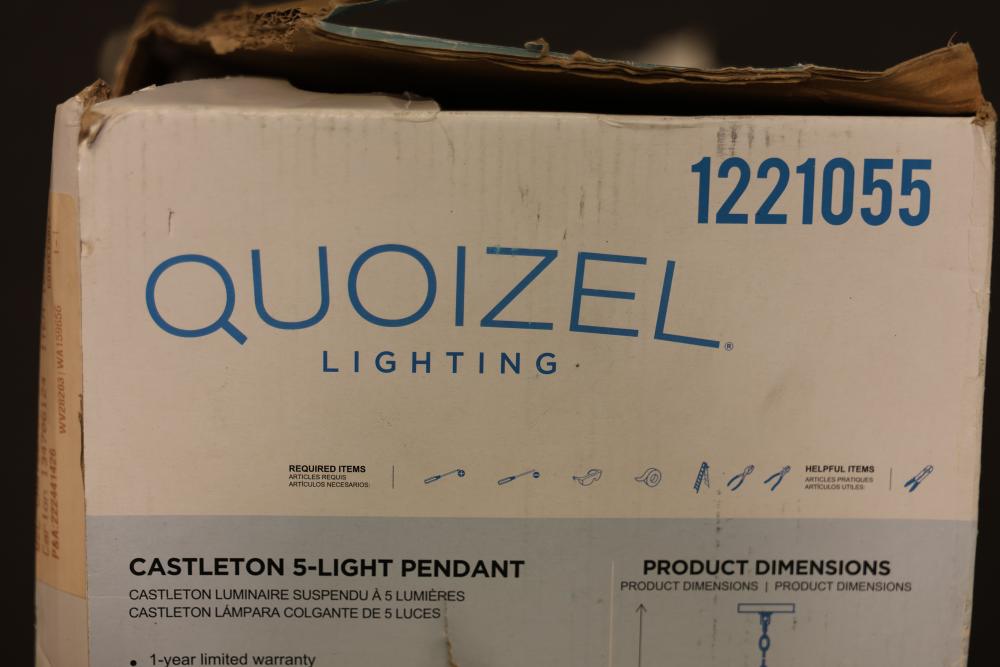 1221055
QUOIZEL®
LIGHTING
REQUIRED ITEMS
ARTICLES REQUIS
ARTÍCULOS NECESARIOS:
HELPFUL ITEMS
ARTICLES PRATIQUES
ARTÍCULOS UTILES:
CASTLETON 5-LIGHT PENDANT
CASTLETON LUMINAIRE SUSPENDU À 5 LUMIÈRES
CASTLETON LÁMPARA COLGANTE DE 5 LUCES
• 1-year limited warranty
PRODUCT DIMENSIONS
PRODUCT DIMENSIONS | PRODUCT DIMENSIONS